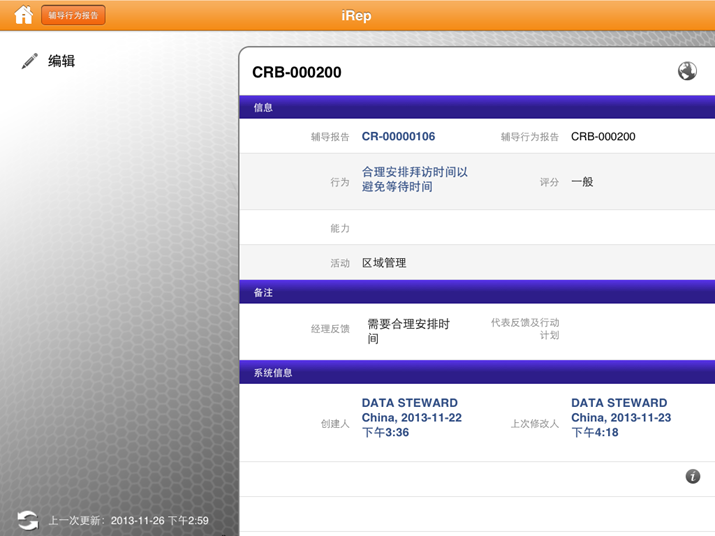 辅导行为报告
iRep
编辑
CRB-000200
信息
辅导报告 CR-00000106 辅导行为报告 CRB-000200
行为 合理安排拜访时间以
避免等待时间
评分 一般
能力
活动 区域管理
备注
经理反馈 需要合理安排时
间
代表反馈及行动
计划
系统信息
创建人 DATA STEWARD
China, 2013-11-22
下午3:36
上次修改人 DATA STEWARD
China, 2013-11-23
下午4:18
上一次更新: 2013-11-26 下午2:59